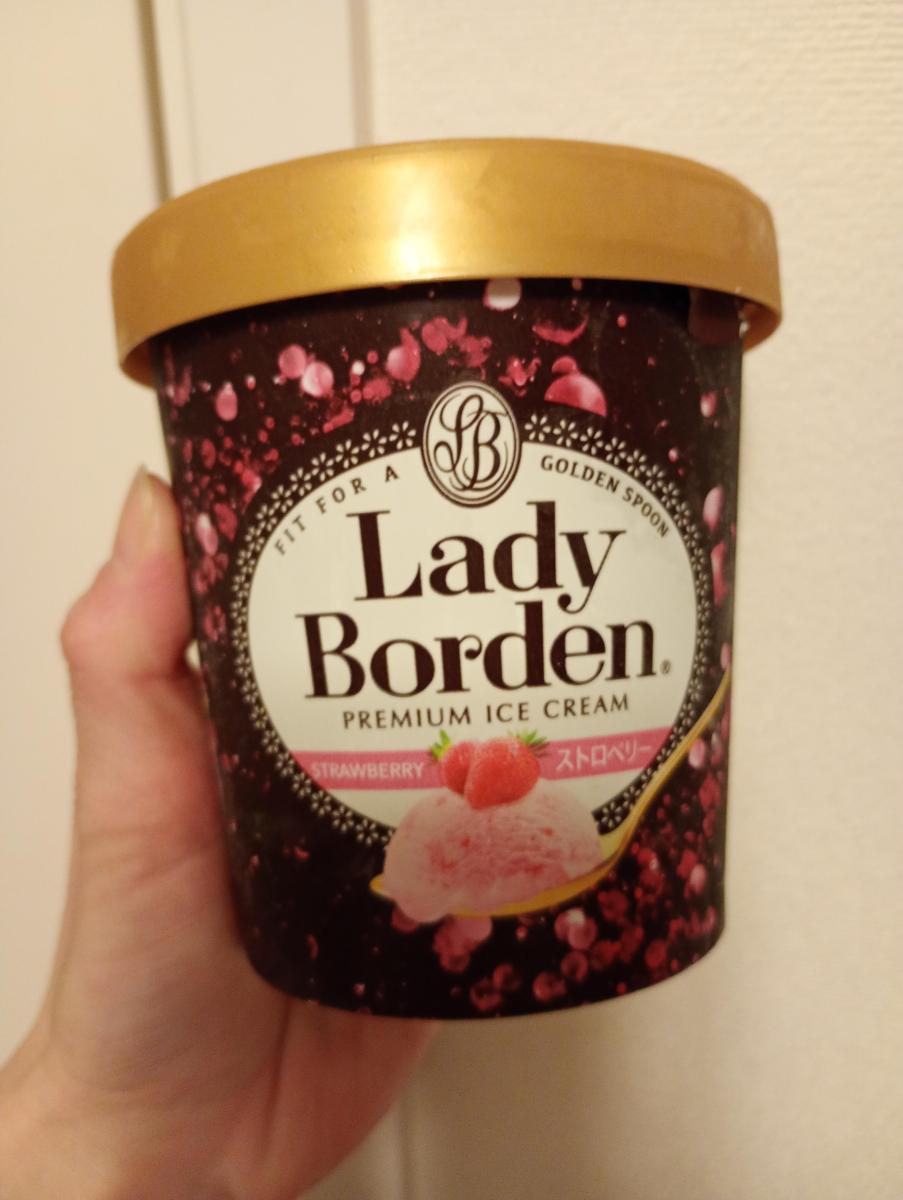 LB
FIT FOR A GOLDEN SPOON
Lady
Borden®
PREMIUM ICE CREAM
STRAWBERRY ストロベリー